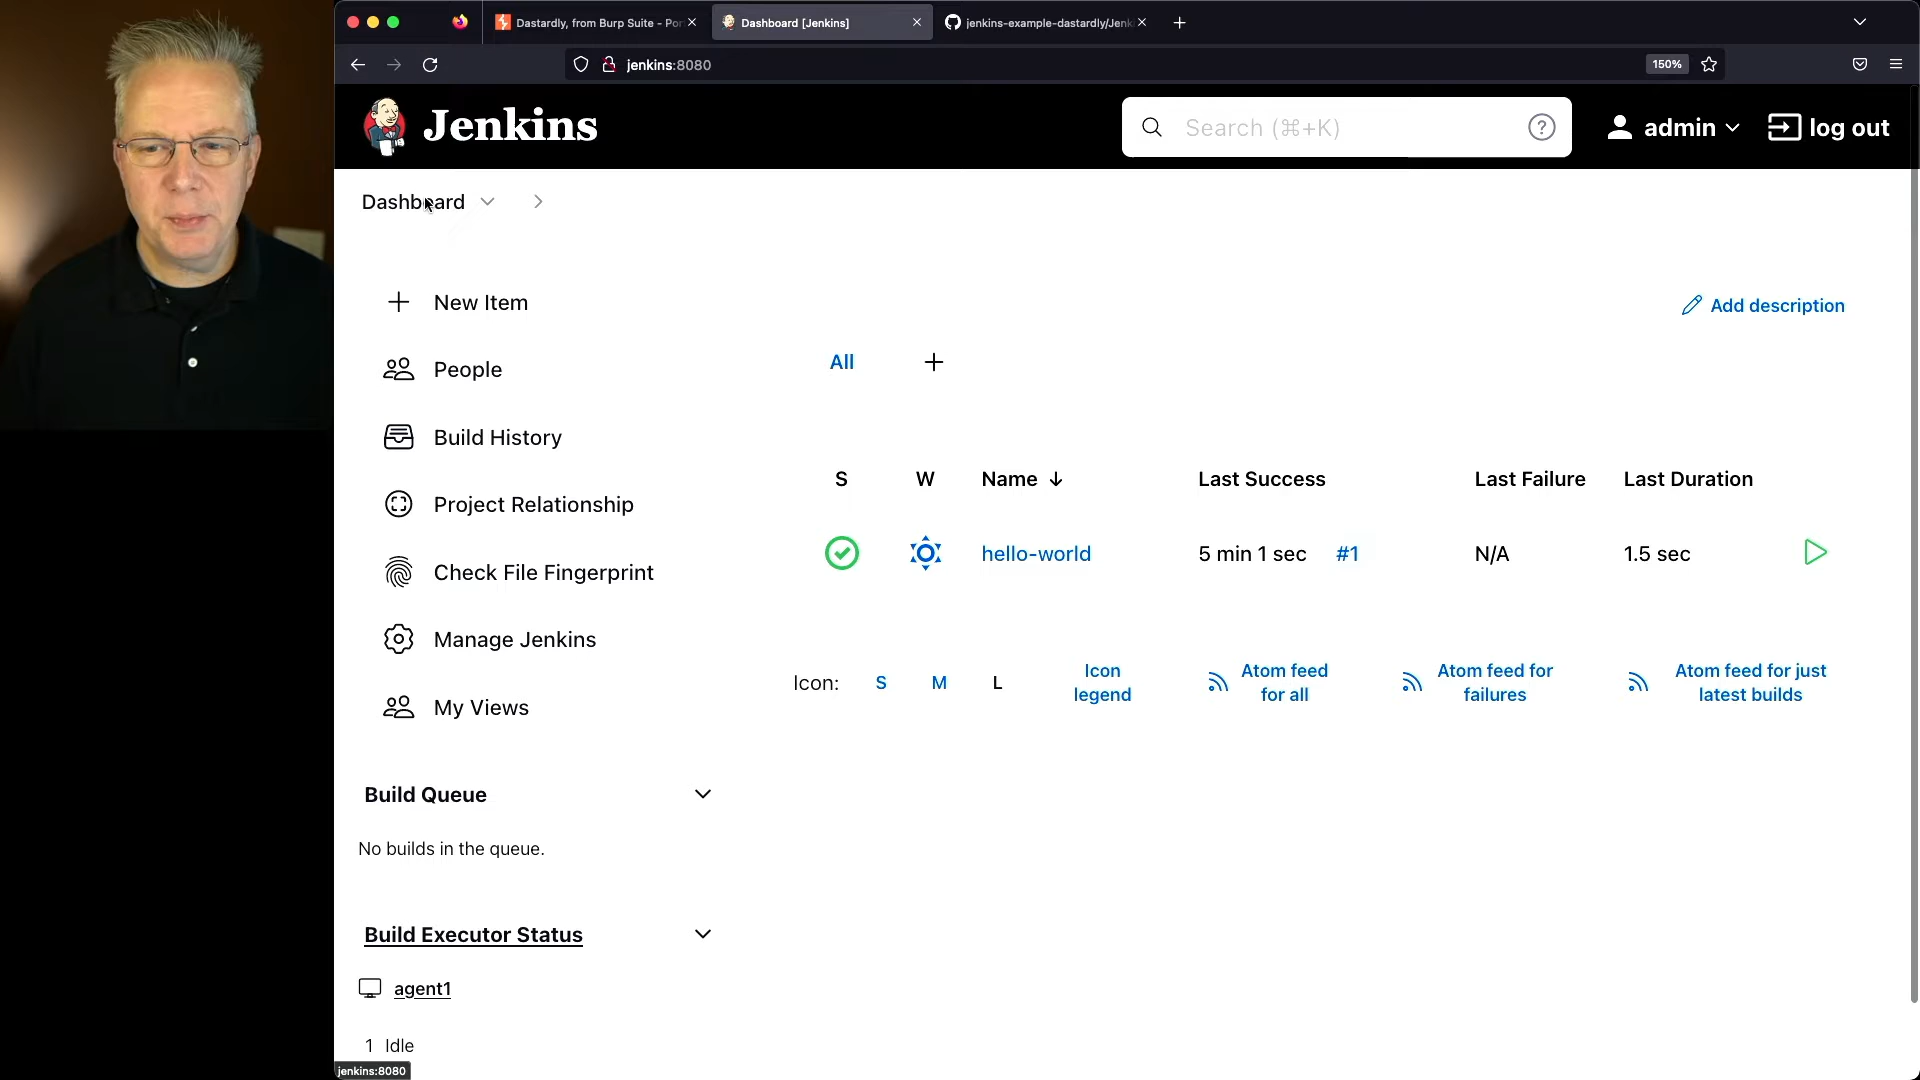 Dastardly, from Burp Suite - Por
Dashboard [Jenkins]
jenkins-example-dastardly/Jenk
jenkins:8080
150%
Jenkins
Search (⌘+K)
admin
log out
Dashboard
New Item
Add description
People
All
Build History
S W Name ↓ Last Success Last Failure Last Duration
Project Relationship
hello-world 5 min 1 sec #1 N/A 1.5 sec
Check File Fingerprint
Manage Jenkins
Icon: S M L
Icon
legend
Atom feed
for all
Atom feed for
failures
Atom feed for just
latest builds
My Views
Build Queue
No builds in the queue.
Build Executor Status
agent1
1 Idle
jenkins:8080